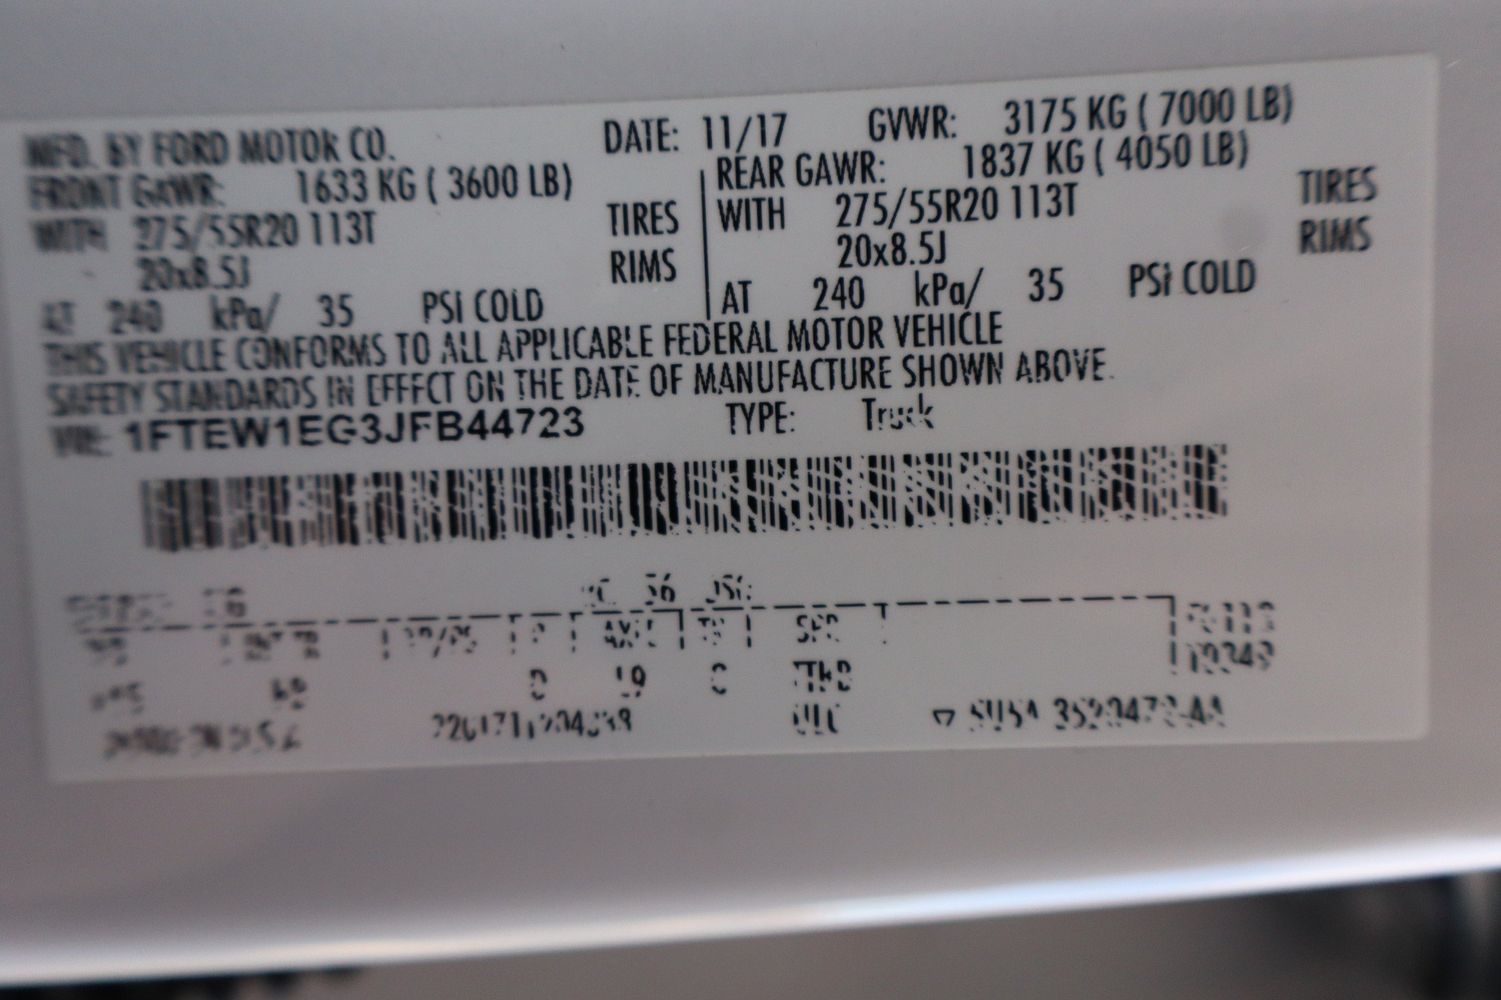 MFD. BY FORD MOTOR CO. DATE: 11/17 GVWR: 3175 KG ( 7000 LB)
FRONT GAWR: 1633 KG ( 3600 LB) REAR GAWR: 1837 KG ( 4050 LB)
WITH 275/55R20 113T TIRES WITH 275/55R20 113T TIRES
20x8.5J RIMS 20x8.5J RIMS
AT 240 kPa/ 35 PSI COLD AT 240 kPa/ 35 PSI COLD
THIS VEHICLE CONFORMS TO ALL APPLICABLE FEDERAL MOTOR VEHICLE
SAFETY STANDARDS IN EFFECT ON THE DATE OF MANUFACTURE SHOWN ABOVE.
VIN: 1FTEW1EG3JFB44723 TYPE: Truck
19
ULC